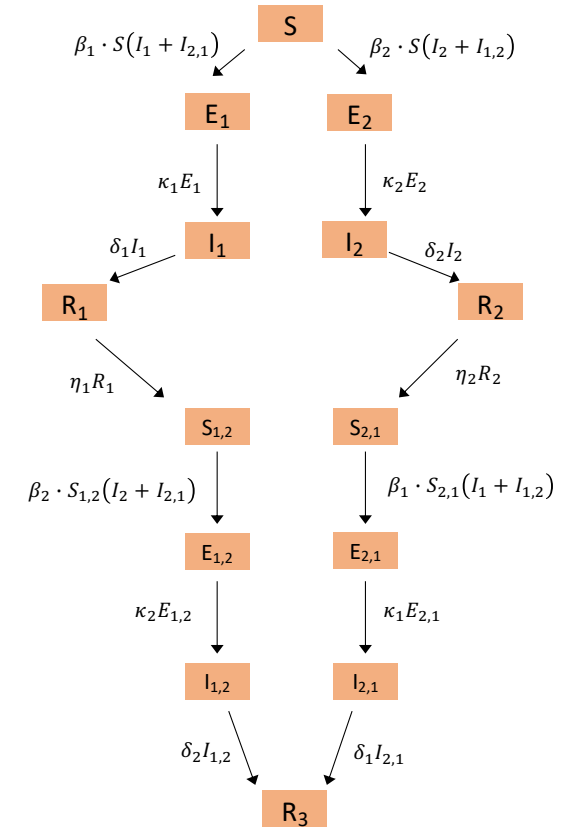 S
β₁ · S(I₁ + I₂,₁)
β₂ · S(I₂ + I₁,₂)
E₁
E₂
κ₁E₁
κ₂E₂
I₁
I₂
δ₁I₁
δ₂I₂
R₁
R₂
η₁R₁
η₂R₂
S₁,₂
S₂,₁
β₂ · S₁,₂(I₂ + I₂,₁)
β₁ · S₂,₁(I₁ + I₁,₂)
E₁,₂
E₂,₁
κ₂E₁,₂
κ₁E₂,₁
I₁,₂
I₂,₁
δ₂I₁,₂
δ₁I₂,₁
R₃